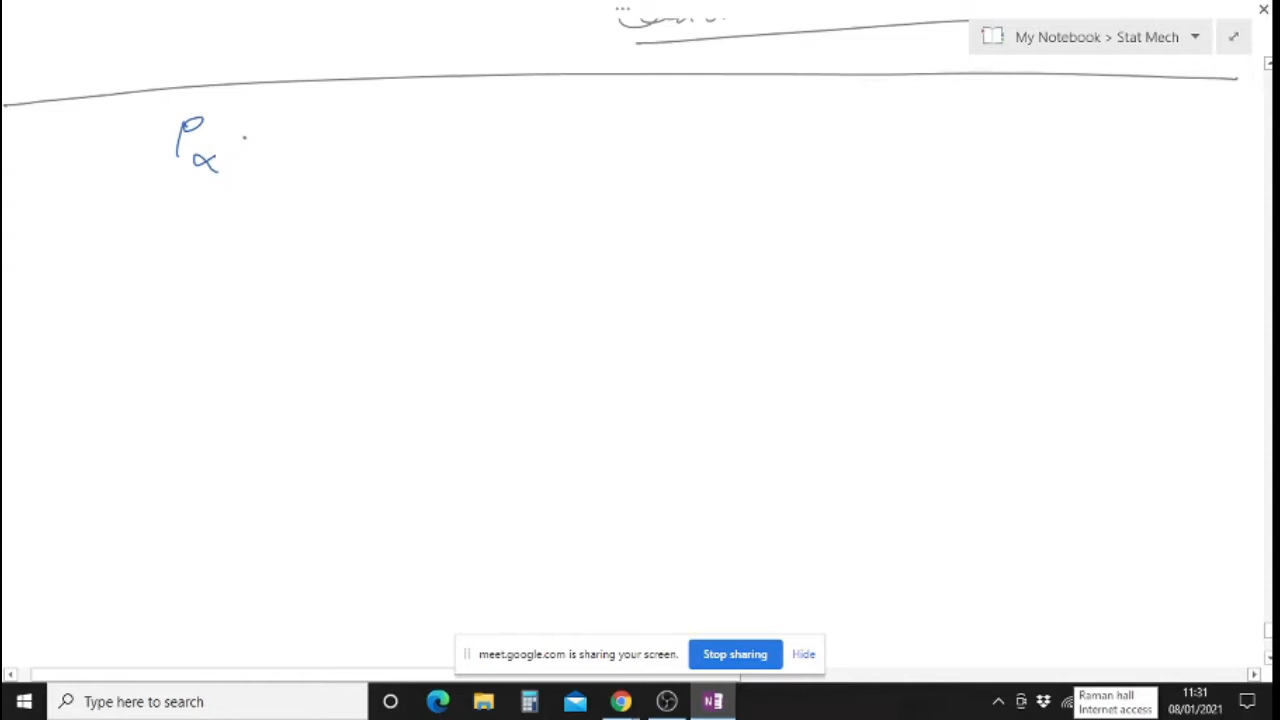 My Notebook > Stat Mech
P_α
meet.google.com is sharing your screen. Stop sharing Hide
Type here to search
Raman hall
Internet access
11:31
08/01/2021